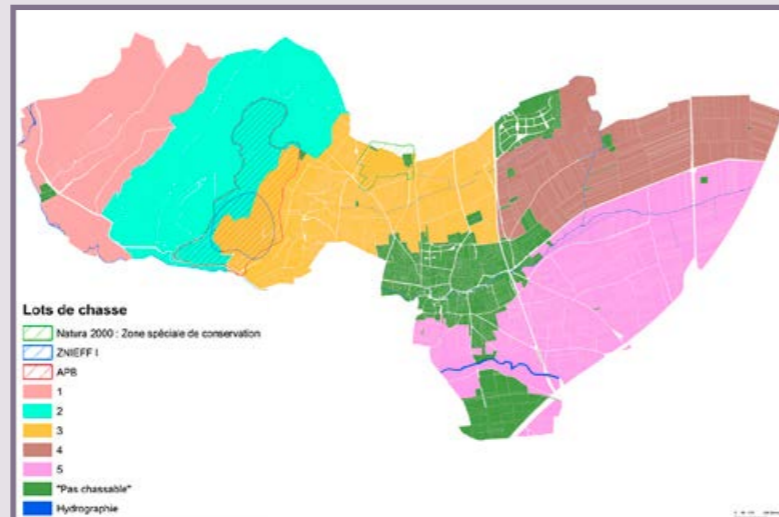 Lots de chasse
Natura 2000 : Zone spéciale de conservation
ZNIEFF I
APB
1
2
3
4
5
"Pas chassable"
Hydrographie